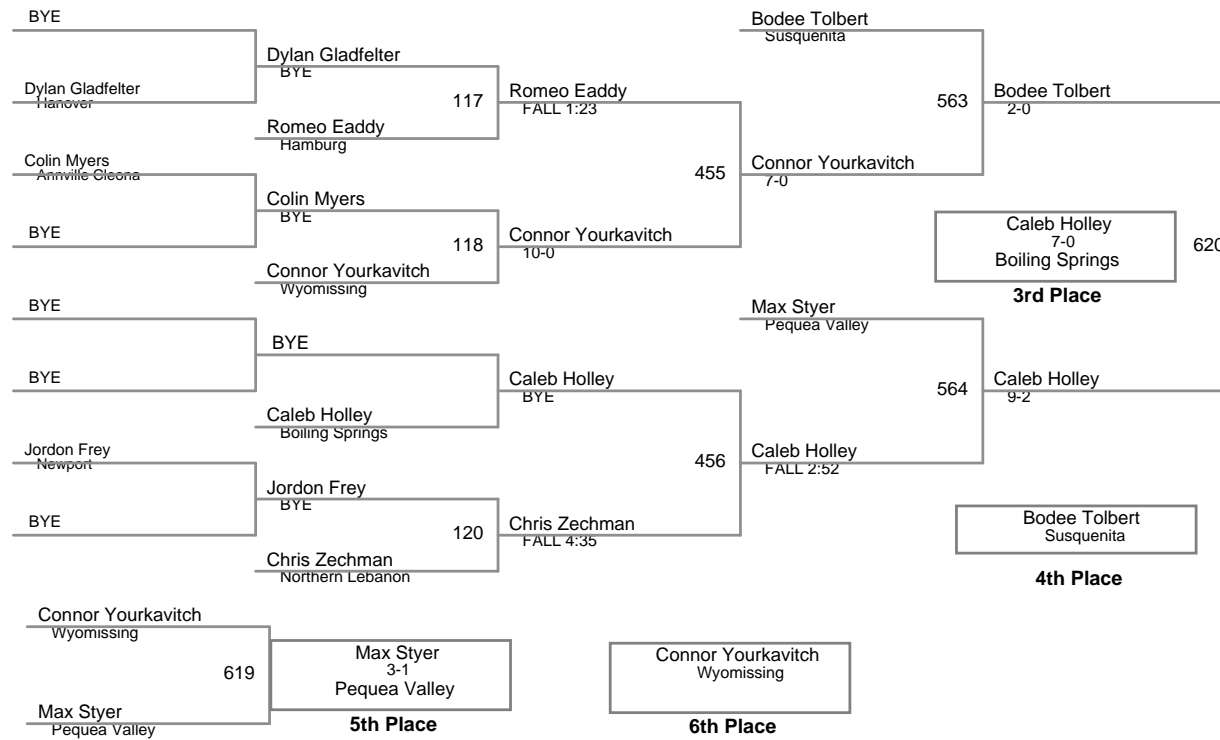 BYE
Dylan Gladfelter
Hanover
Colin Myers
Annville Cleona
BYE
BYE
BYE
Jordon Frey
Newport
BYE
Dylan Gladfelter
BYE
117
Romeo Eaddy
Hamburg
Colin Myers
BYE
118
Connor Yourkavitch
Wyomissing
BYE
Caleb Holley
Boiling Springs
Jordon Frey
BYE
120
Chris Zechman
Northern Lebanon
Romeo Eaddy
FALL 1:23
455
Connor Yourkavitch
10-0
Caleb Holley
BYE
456
Chris Zechman
FALL 4:35
Bodee Tolbert
Susquenita
563
Connor Yourkavitch
7-0
Max Styer
Pequea Valley
564
Caleb Holley
FALL 2:52
Bodee Tolbert
2-0
Caleb Holley
7-0
Boiling Springs
620
3rd Place
Caleb Holley
9-2
Bodee Tolbert
Susquenita
4th Place
Connor Yourkavitch
Wyomissing
619
Max Styer
Pequea Valley
Max Styer
3-1
Pequea Valley
5th Place
Connor Yourkavitch
Wyomissing
6th Place